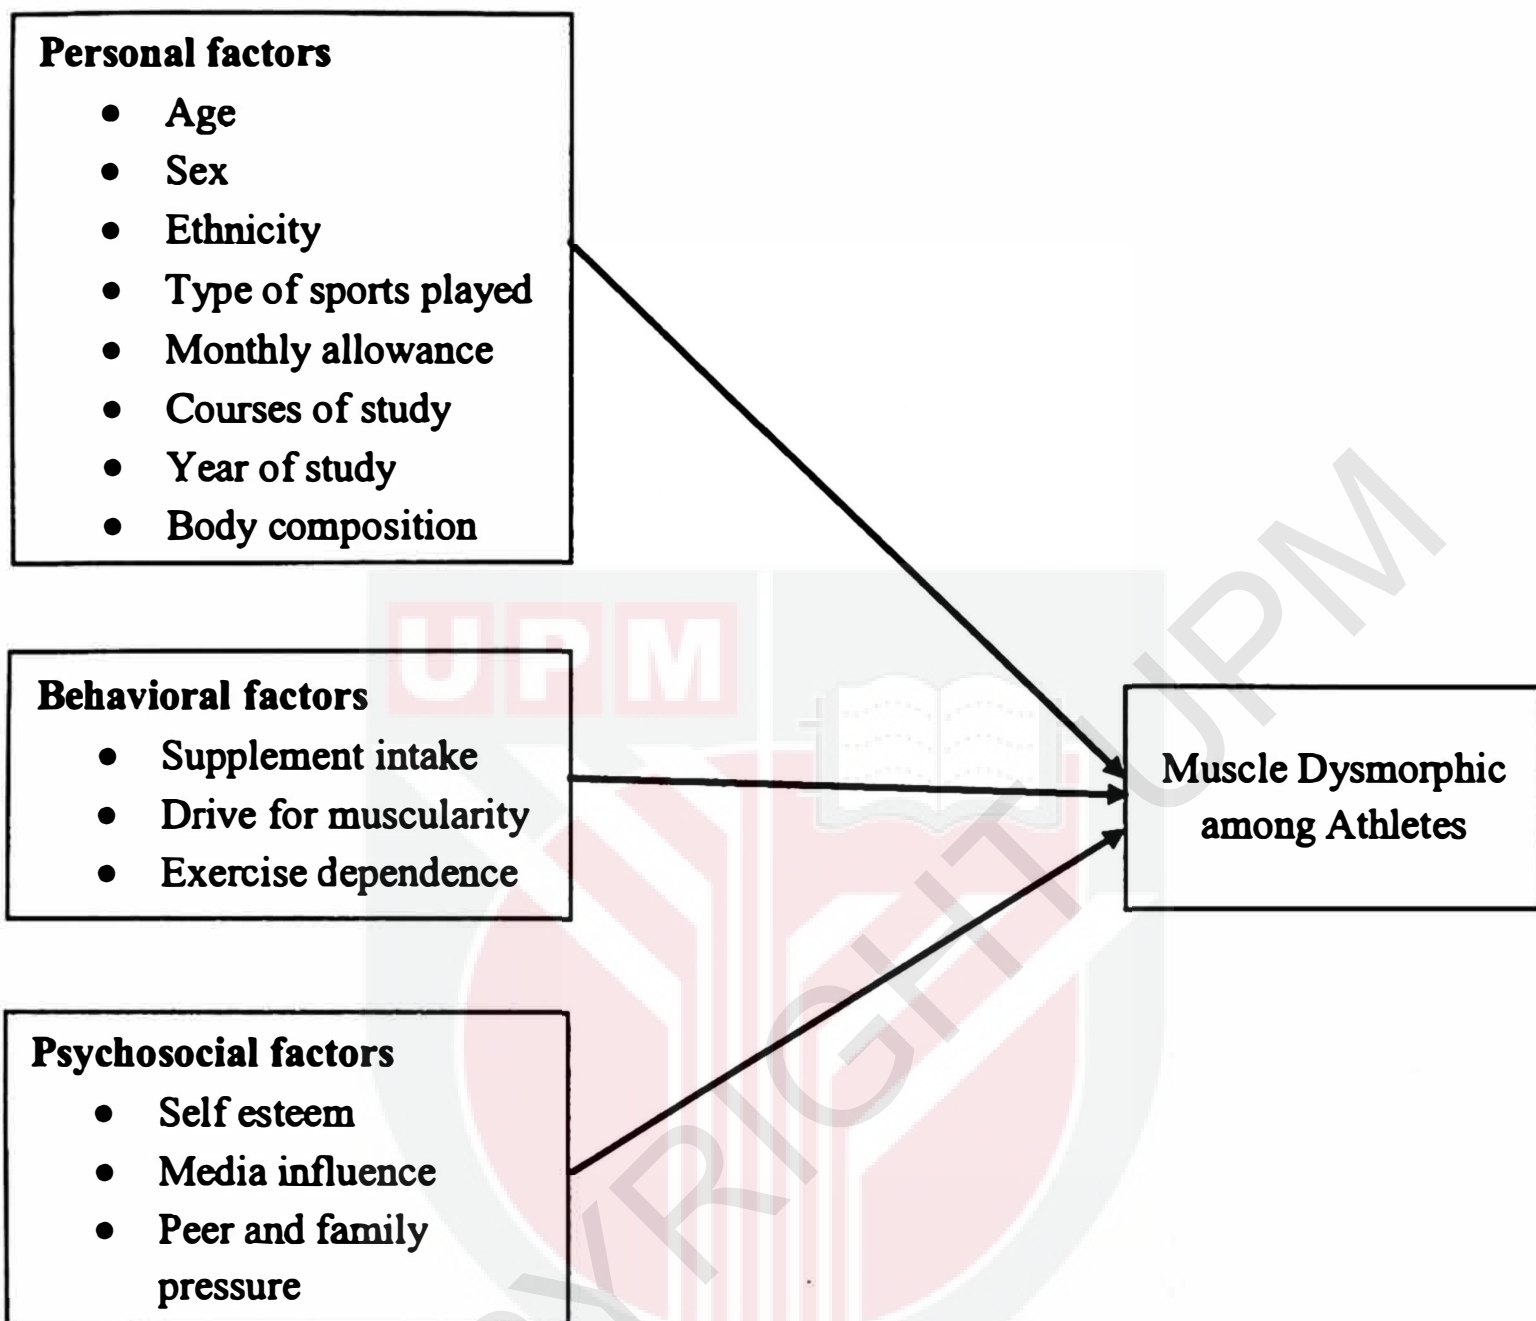 Personal factors
• Age
• Sex
• Ethnicity
• Type of sports played
• Monthly allowance
• Courses of study
• Year of study
• Body composition
UPM
Behavioral factors
• Supplement intake
• Drive for muscularity
• Exercise dependence
Muscle Dysmorphic
among Athletes
Psychosocial factors
• Self esteem
• Media influence
• Peer and family
pressure
PYRIGHT UPM